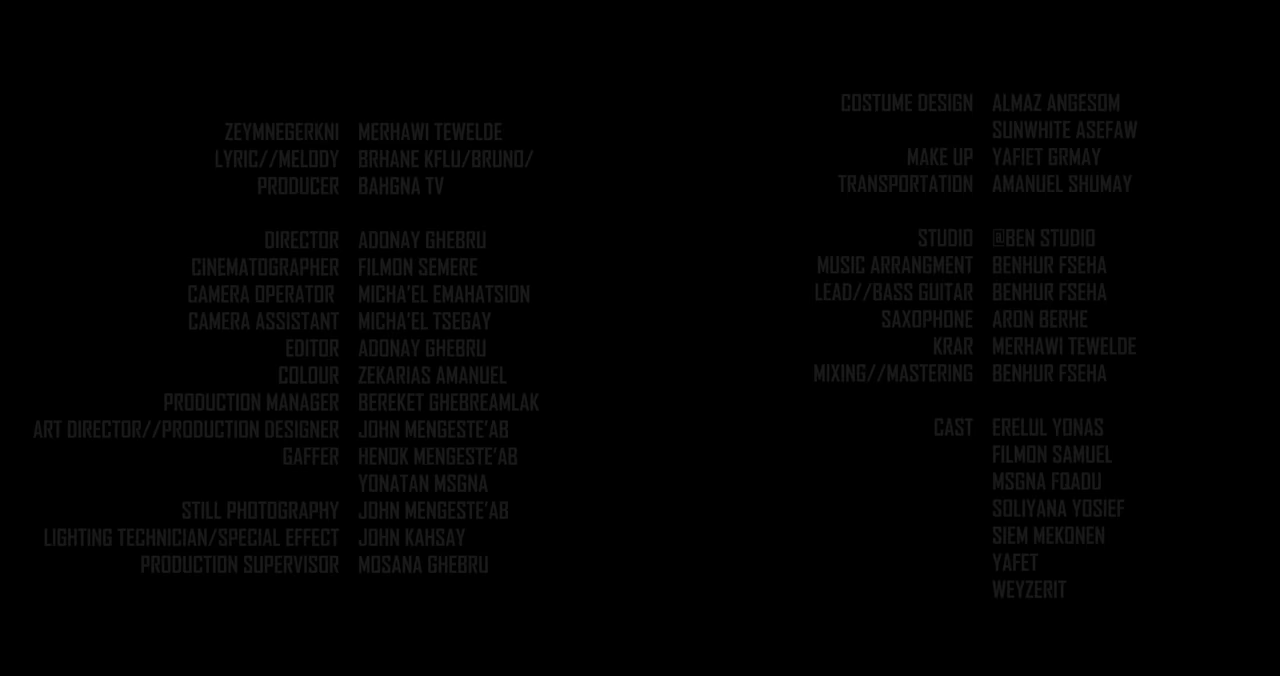 ZEYMNEGERKNI MERHAWI TEWELDE
LYRIC//MELODY BRHANE KFLU/BRUNO/
PRODUCER BAHGNA TV
DIRECTOR ADONAY GHEBRU
CINEMATOGRAPHER FILMON SEMERE
CAMERA OPERATOR MICHA'EL EMAHATSION
CAMERA ASSISTANT MICHA'EL TSEGAY
EDITOR ADONAY GHEBRU
COLOUR ZEKARIAS AMANUEL
PRODUCTION MANAGER BEREKET GHEBREAMLAK
ART DIRECTOR//PRODUCTION DESIGNER JOHN MENGESTE'AB
GAFFER HENOK MENGESTE'AB
YONATAN MSGNA
STILL PHOTOGRAPHY JOHN MENGESTE'AB
LIGHTING TECHNICIAN/SPECIAL EFFECT JOHN KAHSAY
PRODUCTION SUPERVISOR MOSANA GHEBRU
COSTUME DESIGN ALMAZ ANGESOM
SUNWHITE ASEFAW
MAKE UP YAFIET GRMAY
TRANSPORTATION AMANUEL SHUMAY
STUDIO @BEN STUDIO
MUSIC ARRANGMENT BENHUR FSEHA
LEAD//BASS GUITAR BENHUR FSEHA
SAXOPHONE ARON BERHE
KRAR MERHAWI TEWELDE
MIXING//MASTERING BENHUR FSEHA
CAST ERELUL YONAS
FILMON SAMUEL
MSGNA FQADU
SOLIYANA YOSIEF
SIEM MEKONEN
YAFET
WEYZERIT